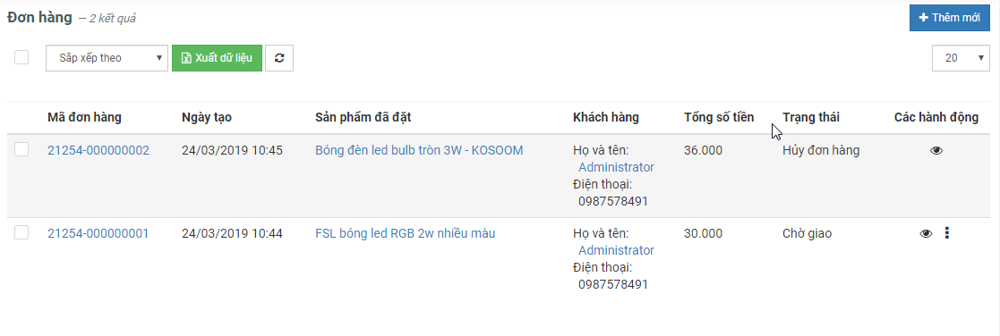 Đơn hàng — 2 kết quả
Thêm mới
Sắp xếp theo Xuất dữ liệu 20
Mã đơn hàng Ngày tạo Sản phẩm đã đặt Khách hàng Tổng số tiền Trạng thái Các hành động
21254-000000002 24/03/2019 10:45 Bóng đèn led bulb tròn 3W - KOSOOM Họ và tên: 36.000 Hủy đơn hàng
Administrator
Điện thoại:
0987578491
21254-000000001 24/03/2019 10:44 FSL bóng led RGB 2w nhiều màu Họ và tên: 30.000 Chờ giao
Administrator
Điện thoại:
0987578491